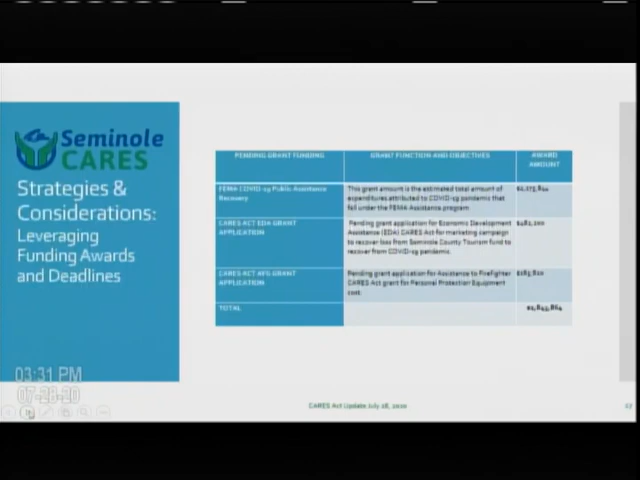 Seminole
CARES
Strategies &
Considerations:
Leveraging
Funding Awards
and Deadlines
PENDING GRANT FUNDING
GRANT FUNCTION AND OBJECTIVES
AWARD
AMOUNT
FEMA COVID-19 Public Assistance
Recovery
This grant amount is the estimated total amount of
expenditures attributed to COVID-19 pandemic that
fall under the FEMA Assistance program
CARES ACT EDA GRANT
APPLICATION
Pending grant application for Economic Development
Assistance (EDA) CARES Act for marketing campaign
to recover loss from Seminole County Tourism fund to
recover from COVID-19 pandemic.
CARES ACT AFG GRANT
APPLICATION
Pending grant application for Assistance to Firefighter
CARES Act grant for Personal Protection Equipment
cost
TOTAL
03:31 PM
07-28-20
CARES Act Update July 28, 2020